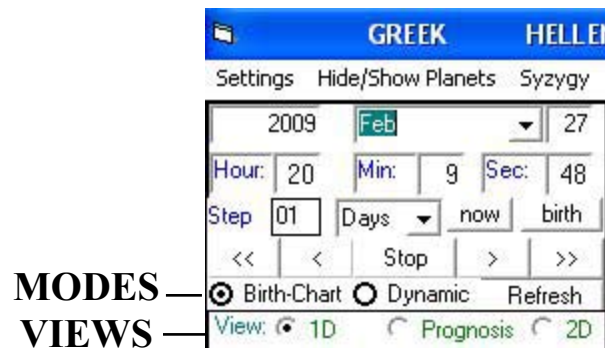 GREEK HELLE
Settings Hide/Show Planets Syzygy
2009 Feb 27
Hour: 20 Min: 9 Sec: 48
Step 01 Days now birth
<< < Stop > >>
MODES Birth-Chart Dynamic Refresh
VIEWS View: 1D Prognosis 2D